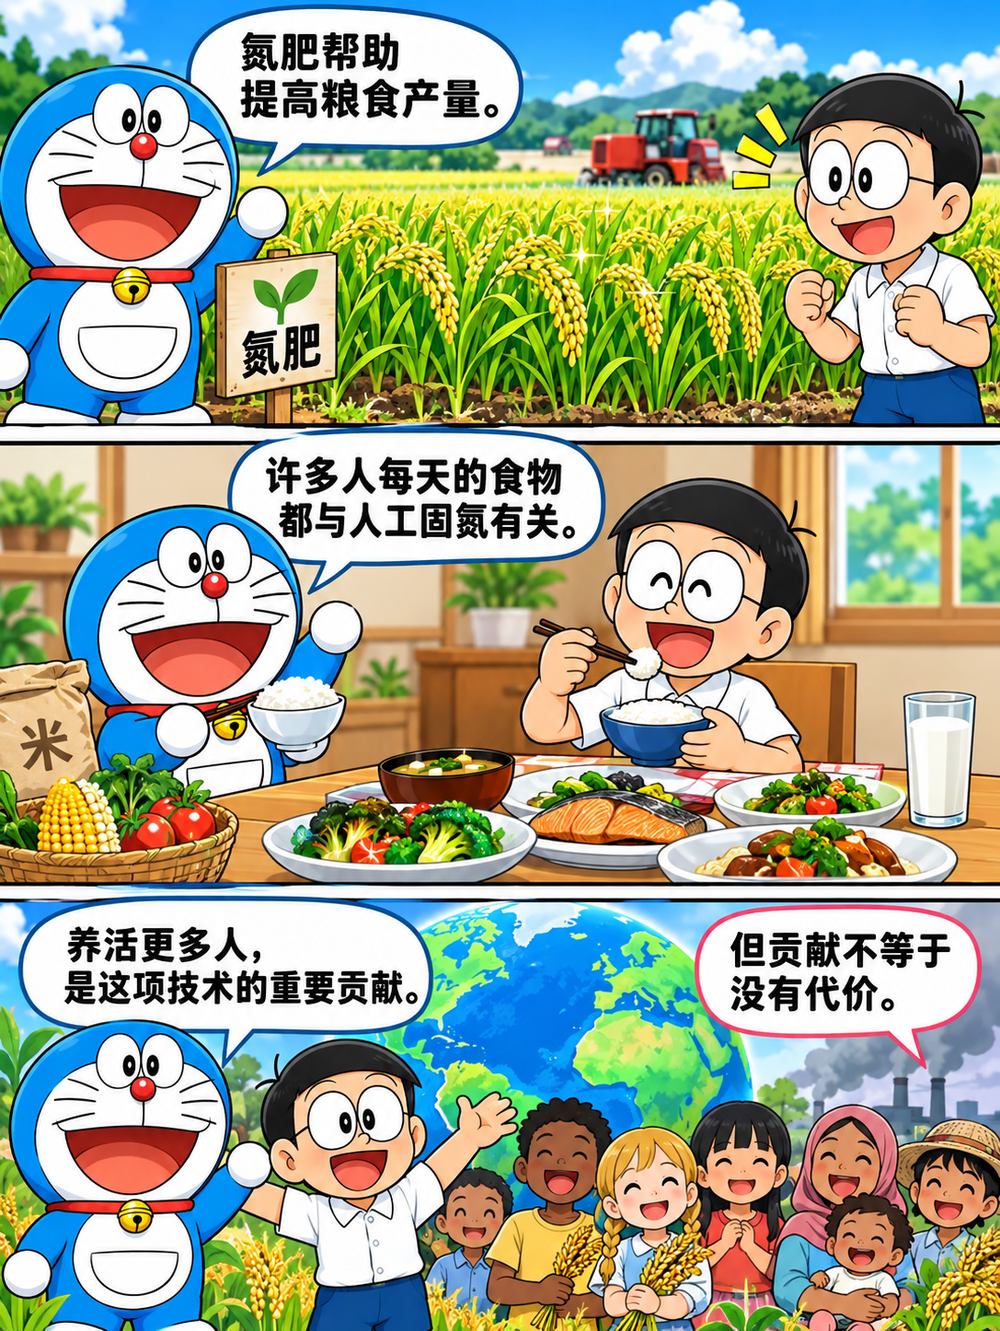 氮肥帮助
提高粮食产量。
氮肥
许多人每天的食物
都与人工固氮有关。
米
养活更多人，
是这项技术的重要贡献。
但贡献不等于
没有代价。